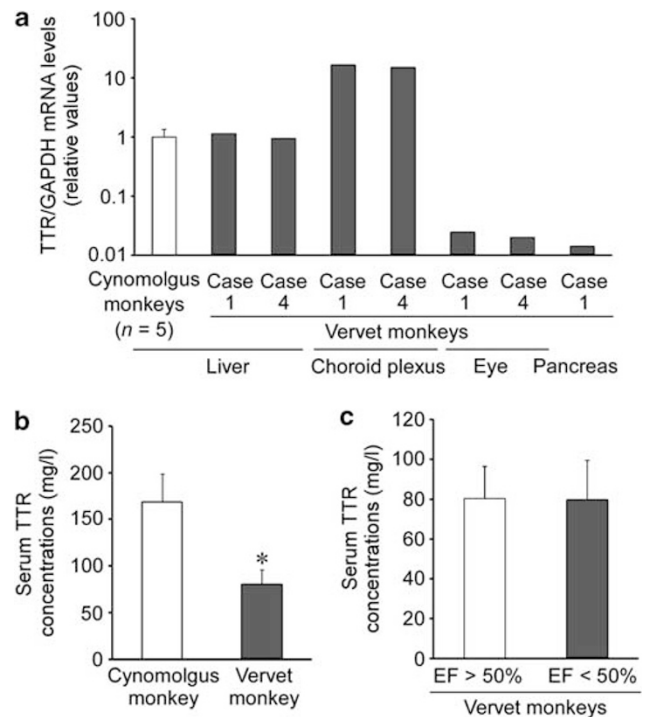 a
TTR/GAPDH mRNA levels
(relative values)
100
10
1
0.1
0.01
Cynomolgus
monkeys
(n = 5)
Case
1
Case
4
Case
1
Case
4
Case
1
Case
4
Case
1
Vervet monkeys
Liver
Choroid plexus
Eye
Pancreas
b
Serum TTR
concentrations (mg/l)
250
200
150
100
50
0
*
Cynomolgus
monkey
Vervet
monkey
c
Serum TTR
concentrations (mg/l)
120
100
80
60
40
20
0
EF > 50%
EF < 50%
Vervet monkeys